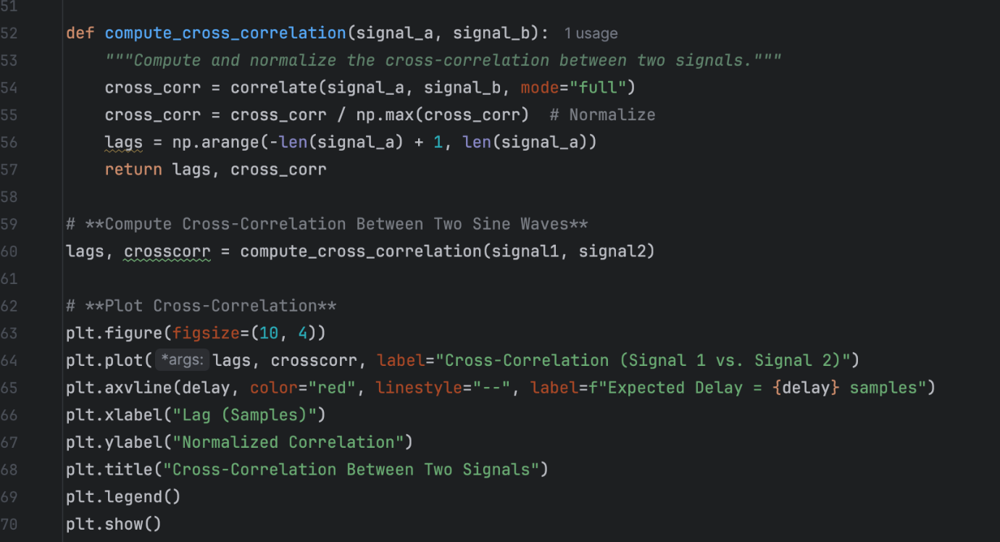 51
52 def compute_cross_correlation(signal_a, signal_b): 1 usage
53     """Compute and normalize the cross-correlation between two signals."""
54     cross_corr = correlate(signal_a, signal_b, mode="full")
55     cross_corr = cross_corr / np.max(cross_corr)  # Normalize
56     lags = np.arange(-len(signal_a) + 1, len(signal_a))
57     return lags, cross_corr
58
59 # **Compute Cross-Correlation Between Two Sine Waves**
60 lags, crosscorr = compute_cross_correlation(signal1, signal2)
61
62 # **Plot Cross-Correlation**
63 plt.figure(figsize=(10, 4))
64 plt.plot( *args: lags, crosscorr, label="Cross-Correlation (Signal 1 vs. Signal 2)")
65 plt.axvline(delay, color="red", linestyle="--", label=f"Expected Delay = {delay} samples")
66 plt.xlabel("Lag (Samples)")
67 plt.ylabel("Normalized Correlation")
68 plt.title("Cross-Correlation Between Two Signals")
69 plt.legend()
70 plt.show()